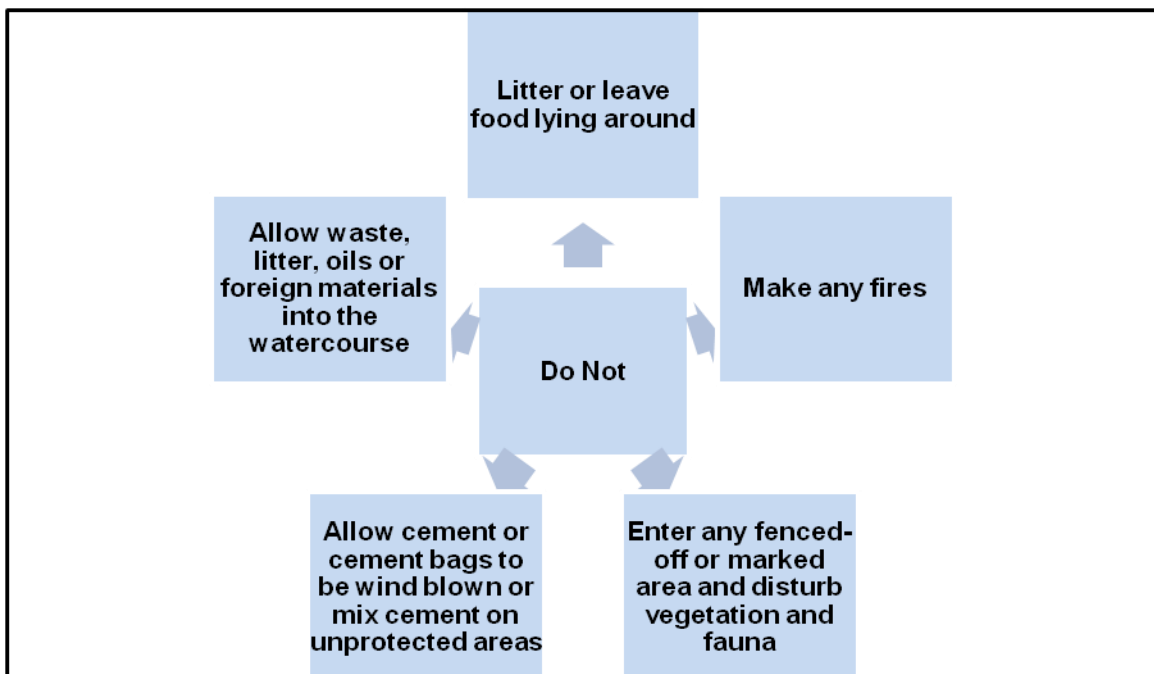 Litter or leave
food lying around
Allow waste,
litter, oils or
foreign materials
into the
watercourse
Make any fires
Do Not
Allow cement or
cement bags to
be wind blown or
mix cement on
unprotected areas
Enter any fenced-
off or marked
area and disturb
vegetation and
fauna